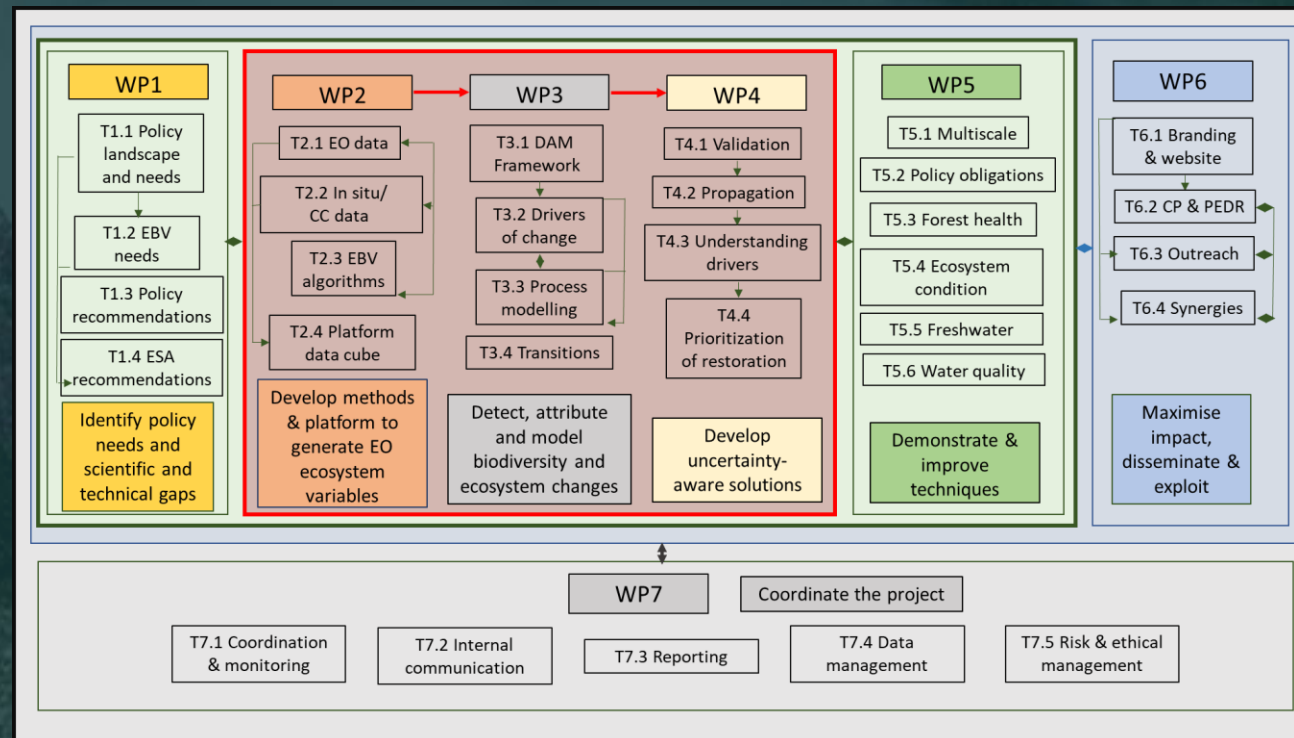 WP1
T1.1 Policy
landscape
and needs
T1.2 EBV
needs
T1.3 Policy
recommendations
T1.4 ESA
recommendations
Identify policy
needs and
scientific and
technical gaps
WP2
T2.1 EO data
T2.2 In situ/
CC data
T2.3 EBV
algorithms
T2.4 Platform
data cube
Develop methods
& platform to
generate EO
ecosystem
variables
WP3
T3.1 DAM
Framework
T3.2 Drivers
of change
T3.3 Process
modelling
T3.4 Transitions
Detect, attribute
and model
biodiversity and
ecosystem changes
WP4
T4.1 Validation
T4.2 Propagation
T4.3 Understanding
drivers
T4.4
Prioritization
of restoration
Develop
uncertainty-
aware solutions
WP5
T5.1 Multiscale
T5.2 Policy obligations
T5.3 Forest health
T5.4 Ecosystem
condition
T5.5 Freshwater
T5.6 Water quality
Demonstrate &
improve
techniques
WP6
T6.1 Branding
& website
T6.2 CP & PEDR
T6.3 Outreach
T6.4 Synergies
Maximise
impact,
disseminate &
exploit
WP7
Coordinate the project
T7.1 Coordination
& monitoring
T7.2 Internal
communication
T7.3 Reporting
T7.4 Data
management
T7.5 Risk & ethical
management